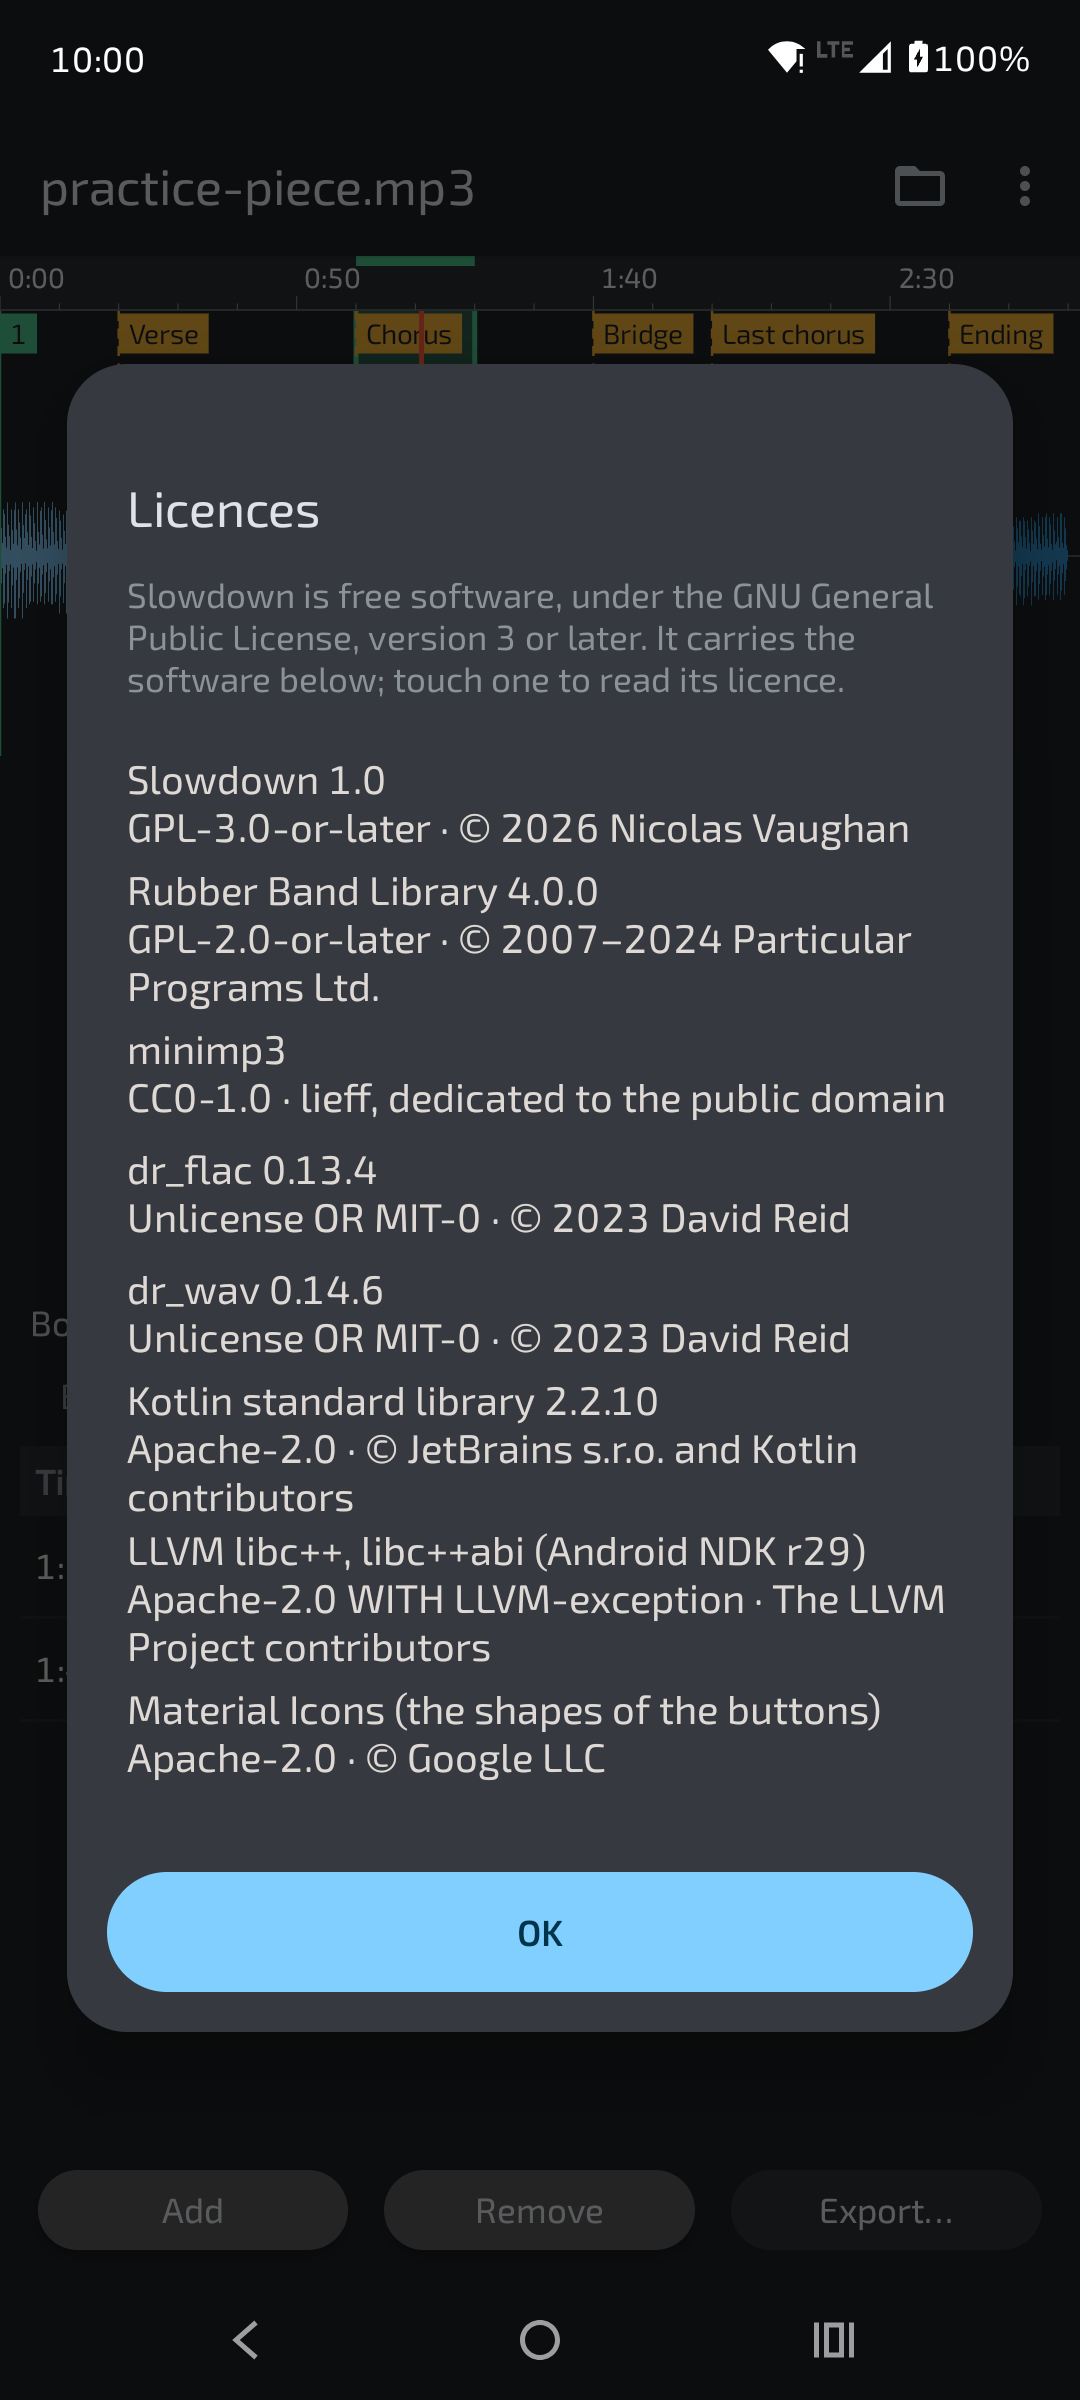 10:00
LTE
100%
practice-piece.mp3
0:00 0:50 1:40 2:30
1 Verse Chorus Bridge Last chorus Ending
Licences
Slowdown is free software, under the GNU General
Public License, version 3 or later. It carries the
software below; touch one to read its licence.
Slowdown 1.0
GPL-3.0-or-later · © 2026 Nicolas Vaughan
Rubber Band Library 4.0.0
GPL-2.0-or-later · © 2007–2024 Particular
Programs Ltd.
minimp3
CC0-1.0 · lieff, dedicated to the public domain
dr_flac 0.13.4
Unlicense OR MIT-0 · © 2023 David Reid
dr_wav 0.14.6
Unlicense OR MIT-0 · © 2023 David Reid
Kotlin standard library 2.2.10
Apache-2.0 · © JetBrains s.r.o. and Kotlin
contributors
LLVM libc++, libc++abi (Android NDK r29)
Apache-2.0 WITH LLVM-exception · The LLVM
Project contributors
Material Icons (the shapes of the buttons)
Apache-2.0 · © Google LLC
OK
Add Remove Export...